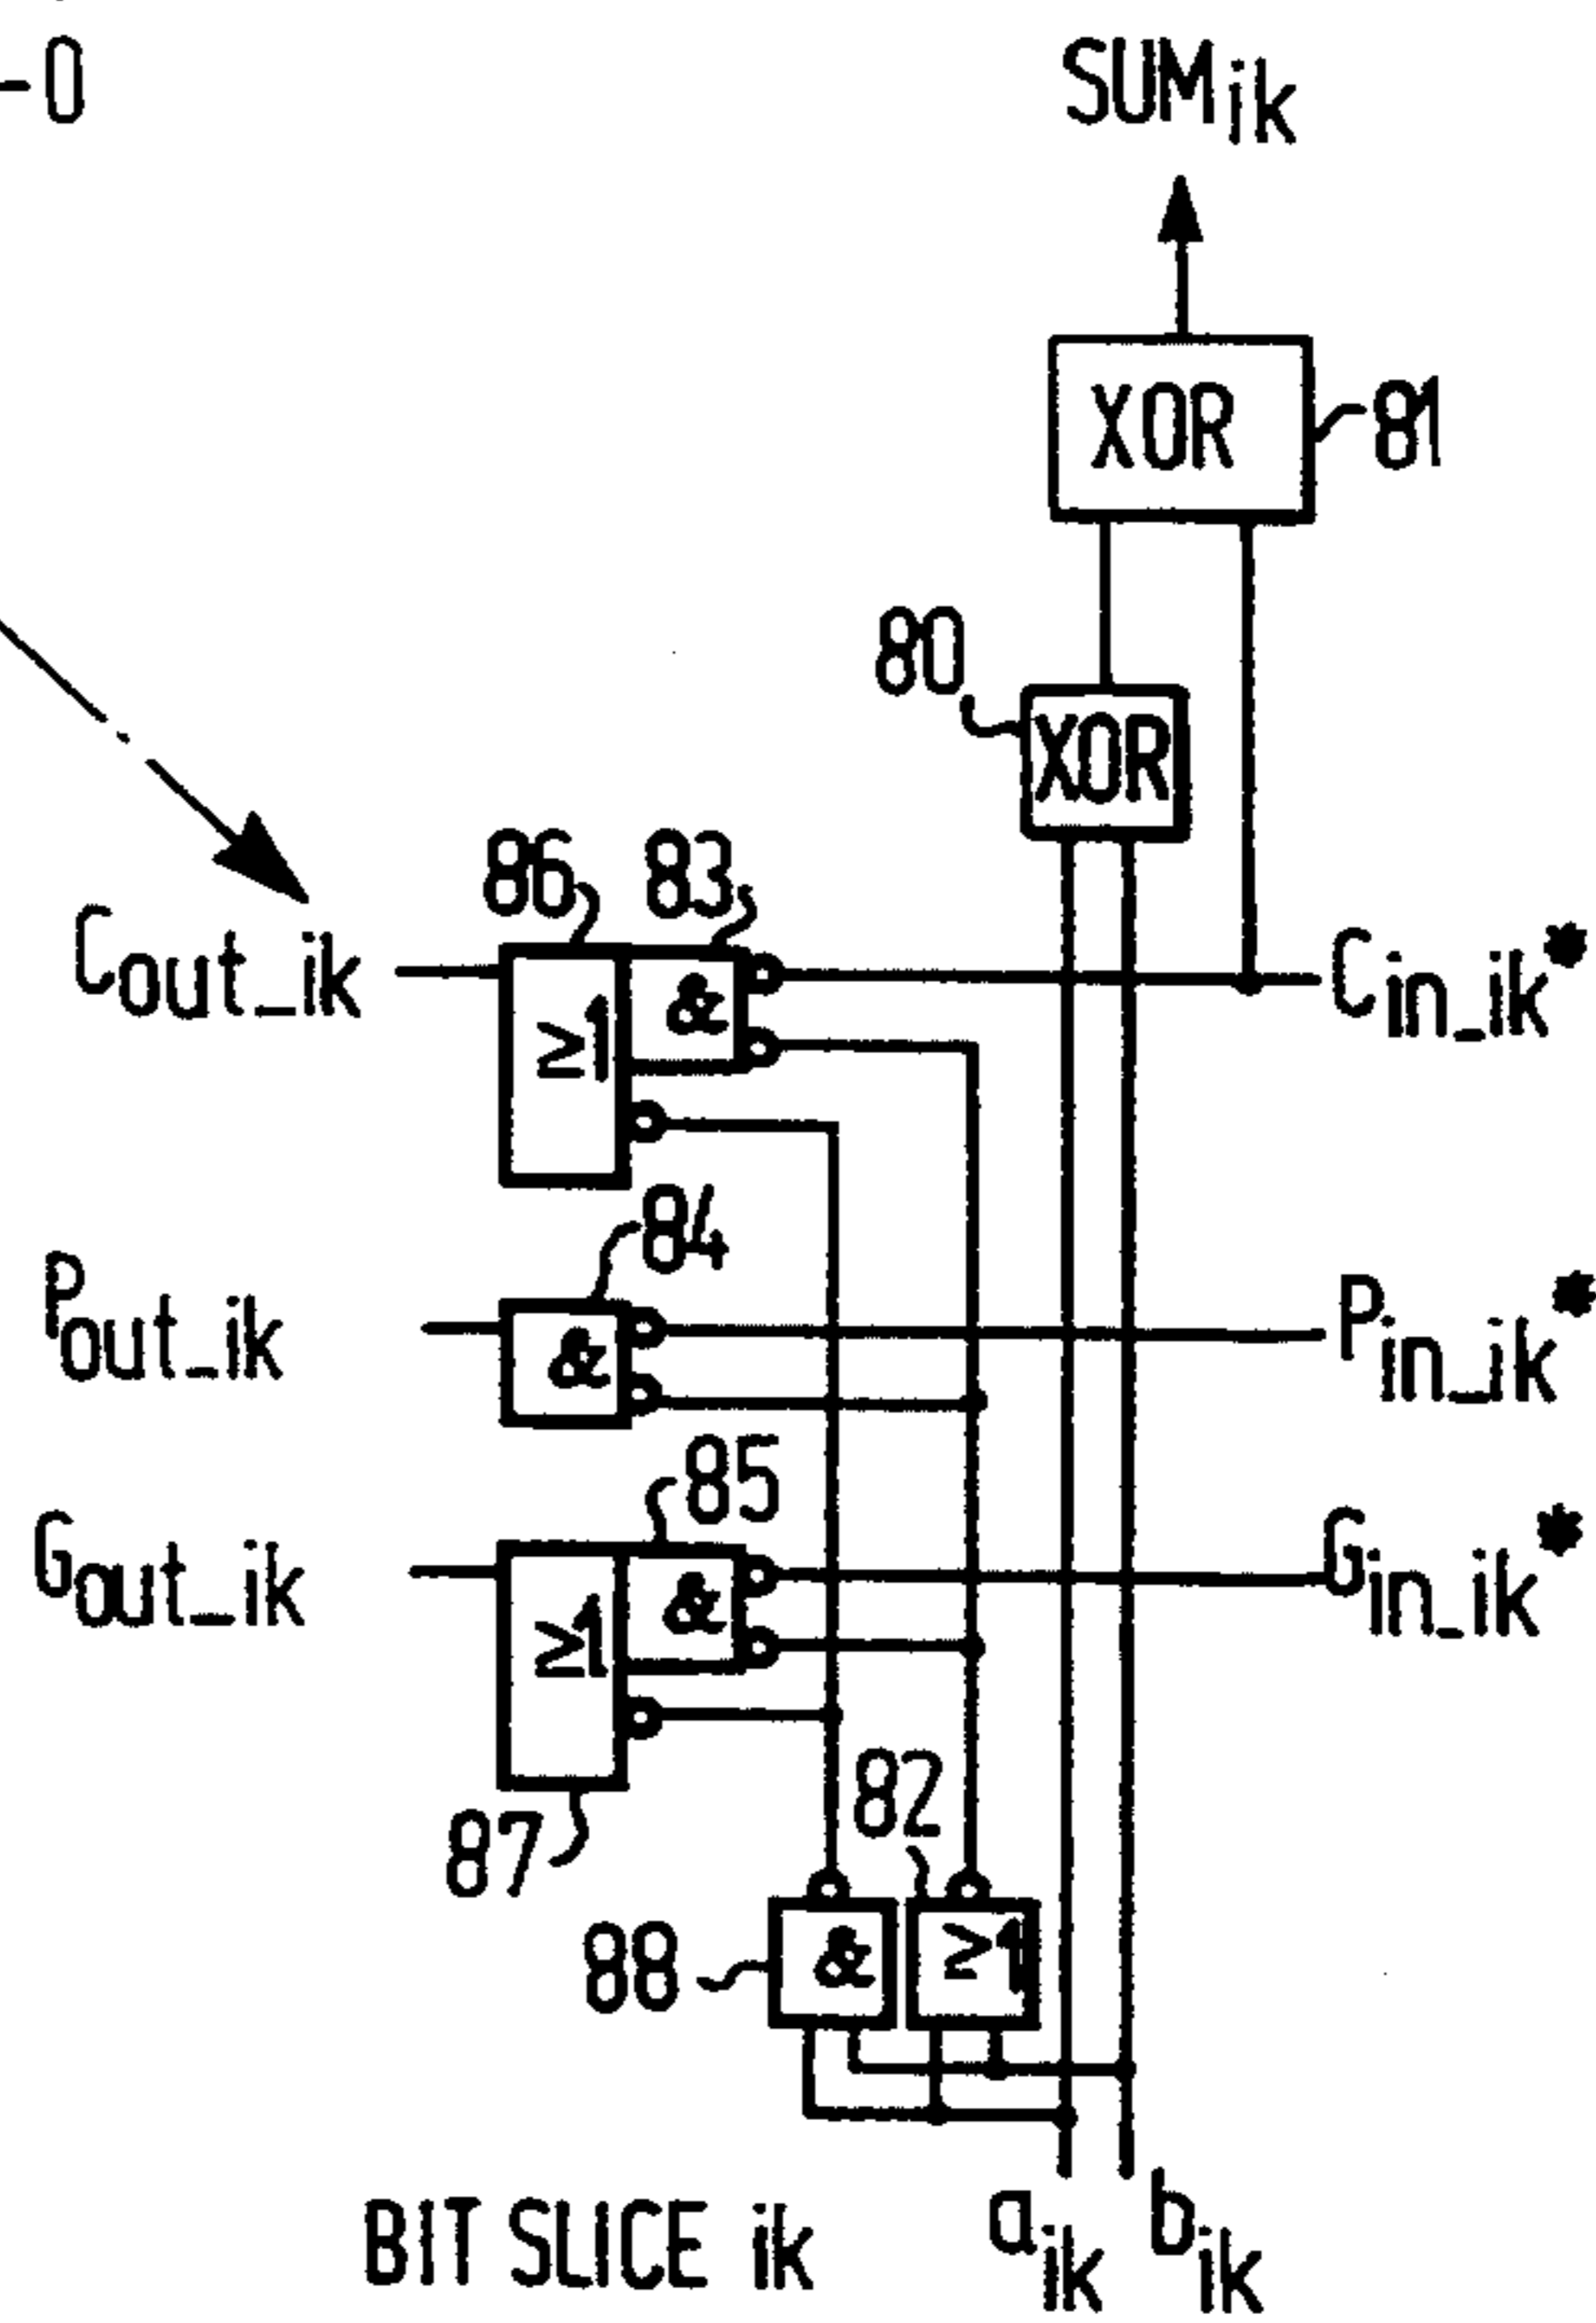 -0
SUMik
XOR
81
80
XOR
86
83
Cout_ik
≥1
&
Cin_ik*
84
Pout_ik
&
Pin_ik*
85
Gout_ik
≥1
&
Gin_ik*
82
87
88
&
≥1
BIT SLICE ik
aik
bik